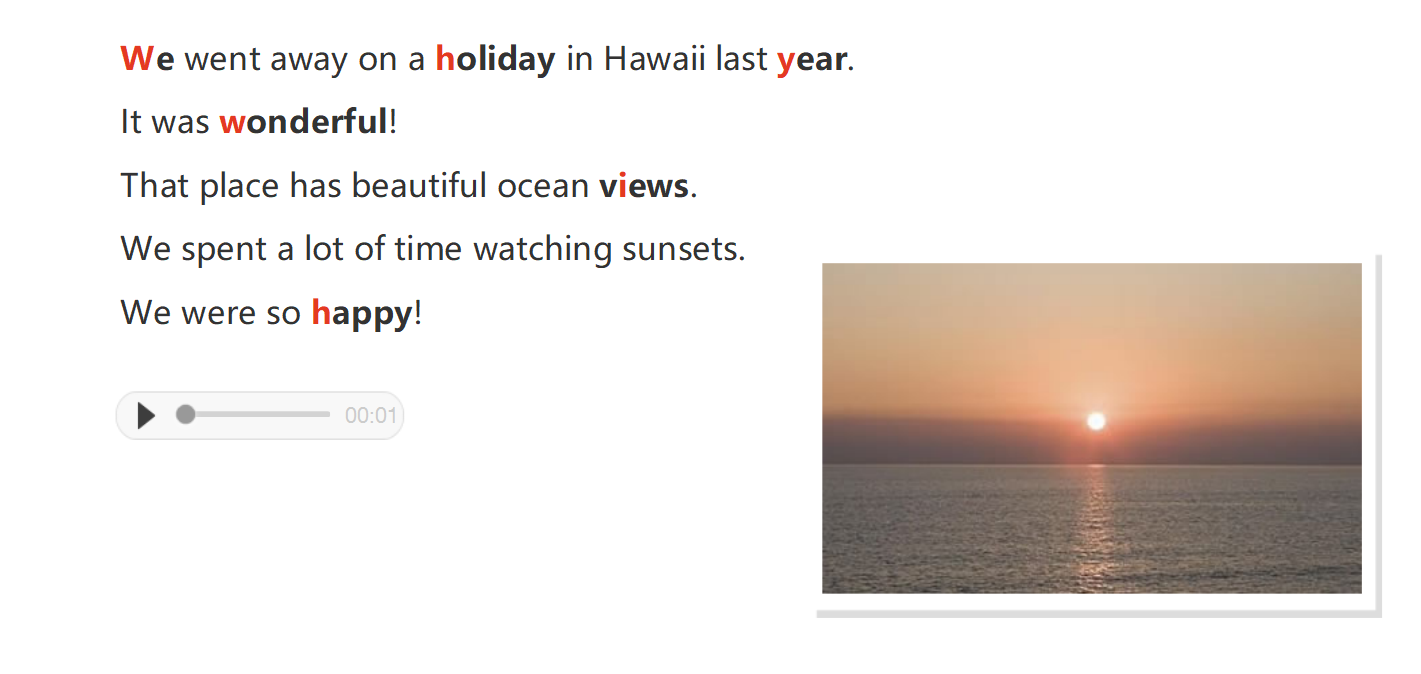 We went away on a holiday in Hawaii last year.
It was wonderful!
That place has beautiful ocean views.
We spent a lot of time watching sunsets.
We were so happy!
00:01